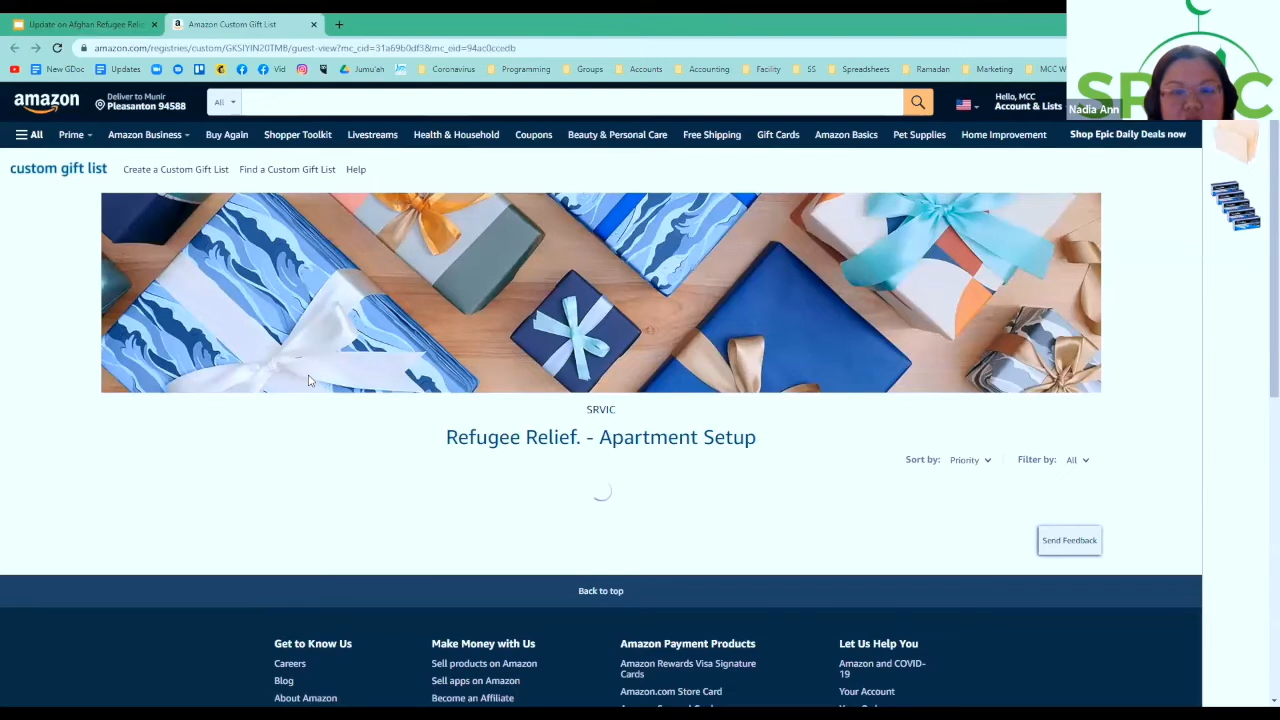 Update on Afghan Refugee Relie
Amazon Custom Gift List
amazon.com/registries/custom/GKSIYIN20TMB/guest-view?mc_cid=31a69b0df3&mc_eid=94ac0ccedb
New GDoc
Updates
Vid
Jumu'ah
Coronavirus
Programming
Groups
Accounts
Accounting
Facility
SS
Spreadsheets
Ramadan
Marketing
MCC W
SRVIC
Nadia Ann
amazon
Deliver to Munir
Pleasanton 94588
All
Hello, MCC
Account & Lists
All
Prime
Amazon Business
Buy Again
Shopper Toolkit
Livestreams
Health & Household
Coupons
Beauty & Personal Care
Free Shipping
Gift Cards
Amazon Basics
Pet Supplies
Home Improvement
Shop Epic Daily Deals now
custom gift list
Create a Custom Gift List
Find a Custom Gift List
Help
SRVIC
Refugee Relief. - Apartment Setup
Sort by: Priority
Filter by: All
Send Feedback
Back to top
Get to Know Us
Careers
Blog
About Amazon
Make Money with Us
Sell products on Amazon
Sell apps on Amazon
Become an Affiliate
Amazon Payment Products
Amazon Rewards Visa Signature
Cards
Amazon.com Store Card
Let Us Help You
Amazon and COVID-
19
Your Account